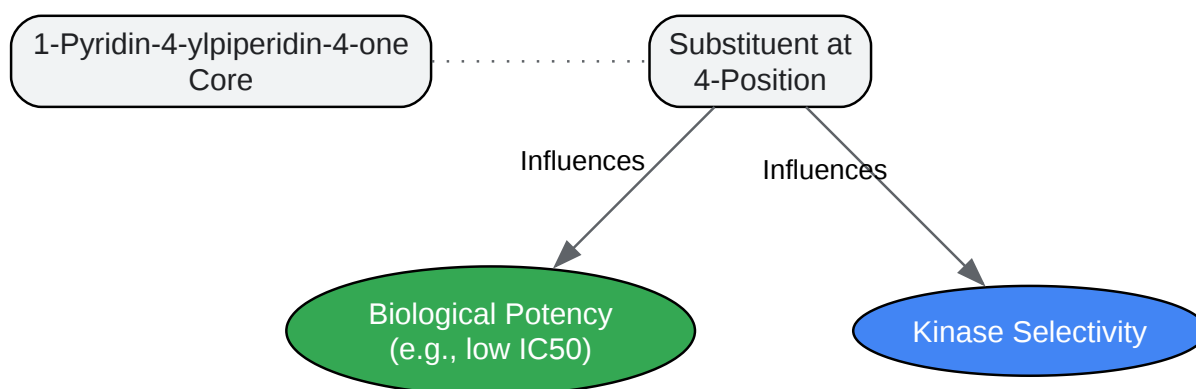 1-Pyridin-4-ylpiperidin-4-one
Core
Substituent at
4-Position
Influences
Influences
Biological Potency
(e.g., low IC50)
Kinase Selectivity